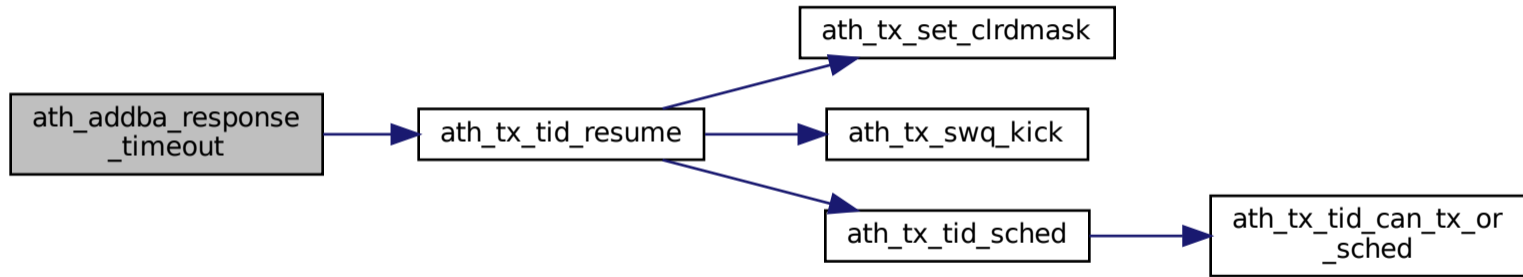 ath_addba_response
_timeout
ath_tx_tid_resume
ath_tx_set_clrdmask
ath_tx_swq_kick
ath_tx_tid_sched
ath_tx_tid_can_tx_or
_sched